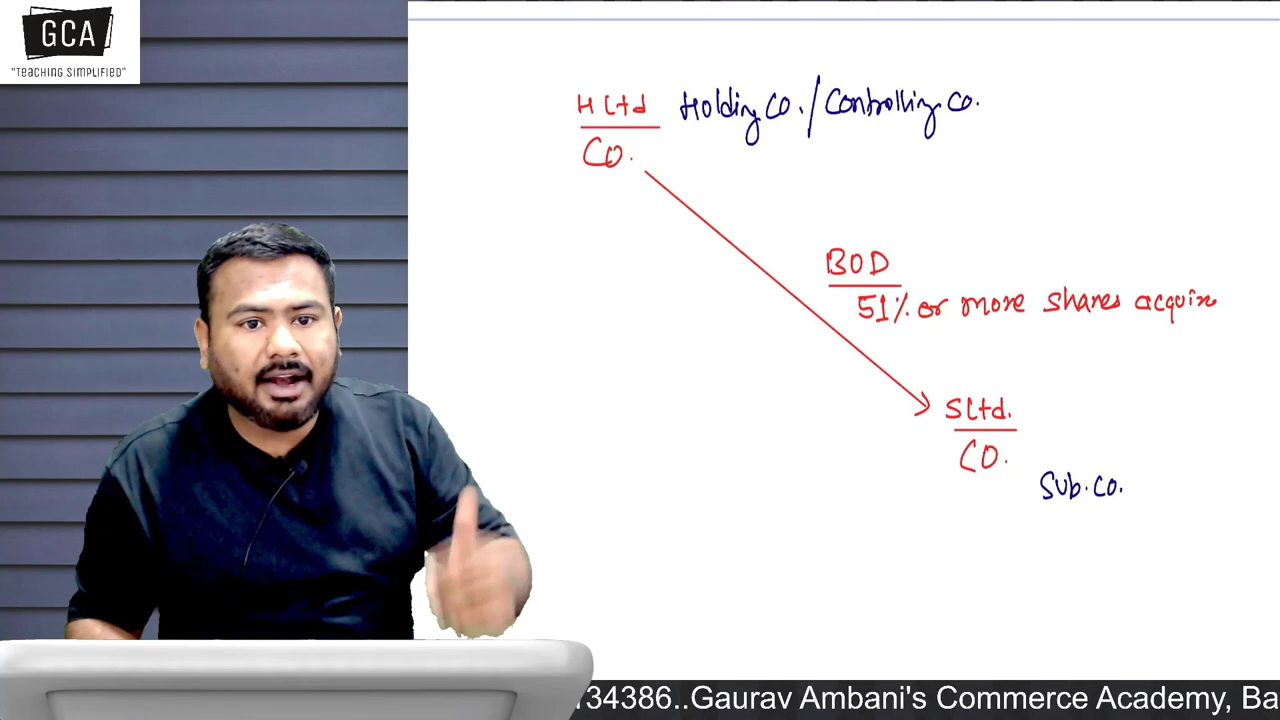 GCA
"TEACHING SIMPLIFIED"
H Ltd Holding Co. / Controlling Co.
Co.
BOD
51% or more shares acquire
S Ltd.
CO.
Sub. Co.
134386..Gaurav Ambani's Commerce Academy, Ba